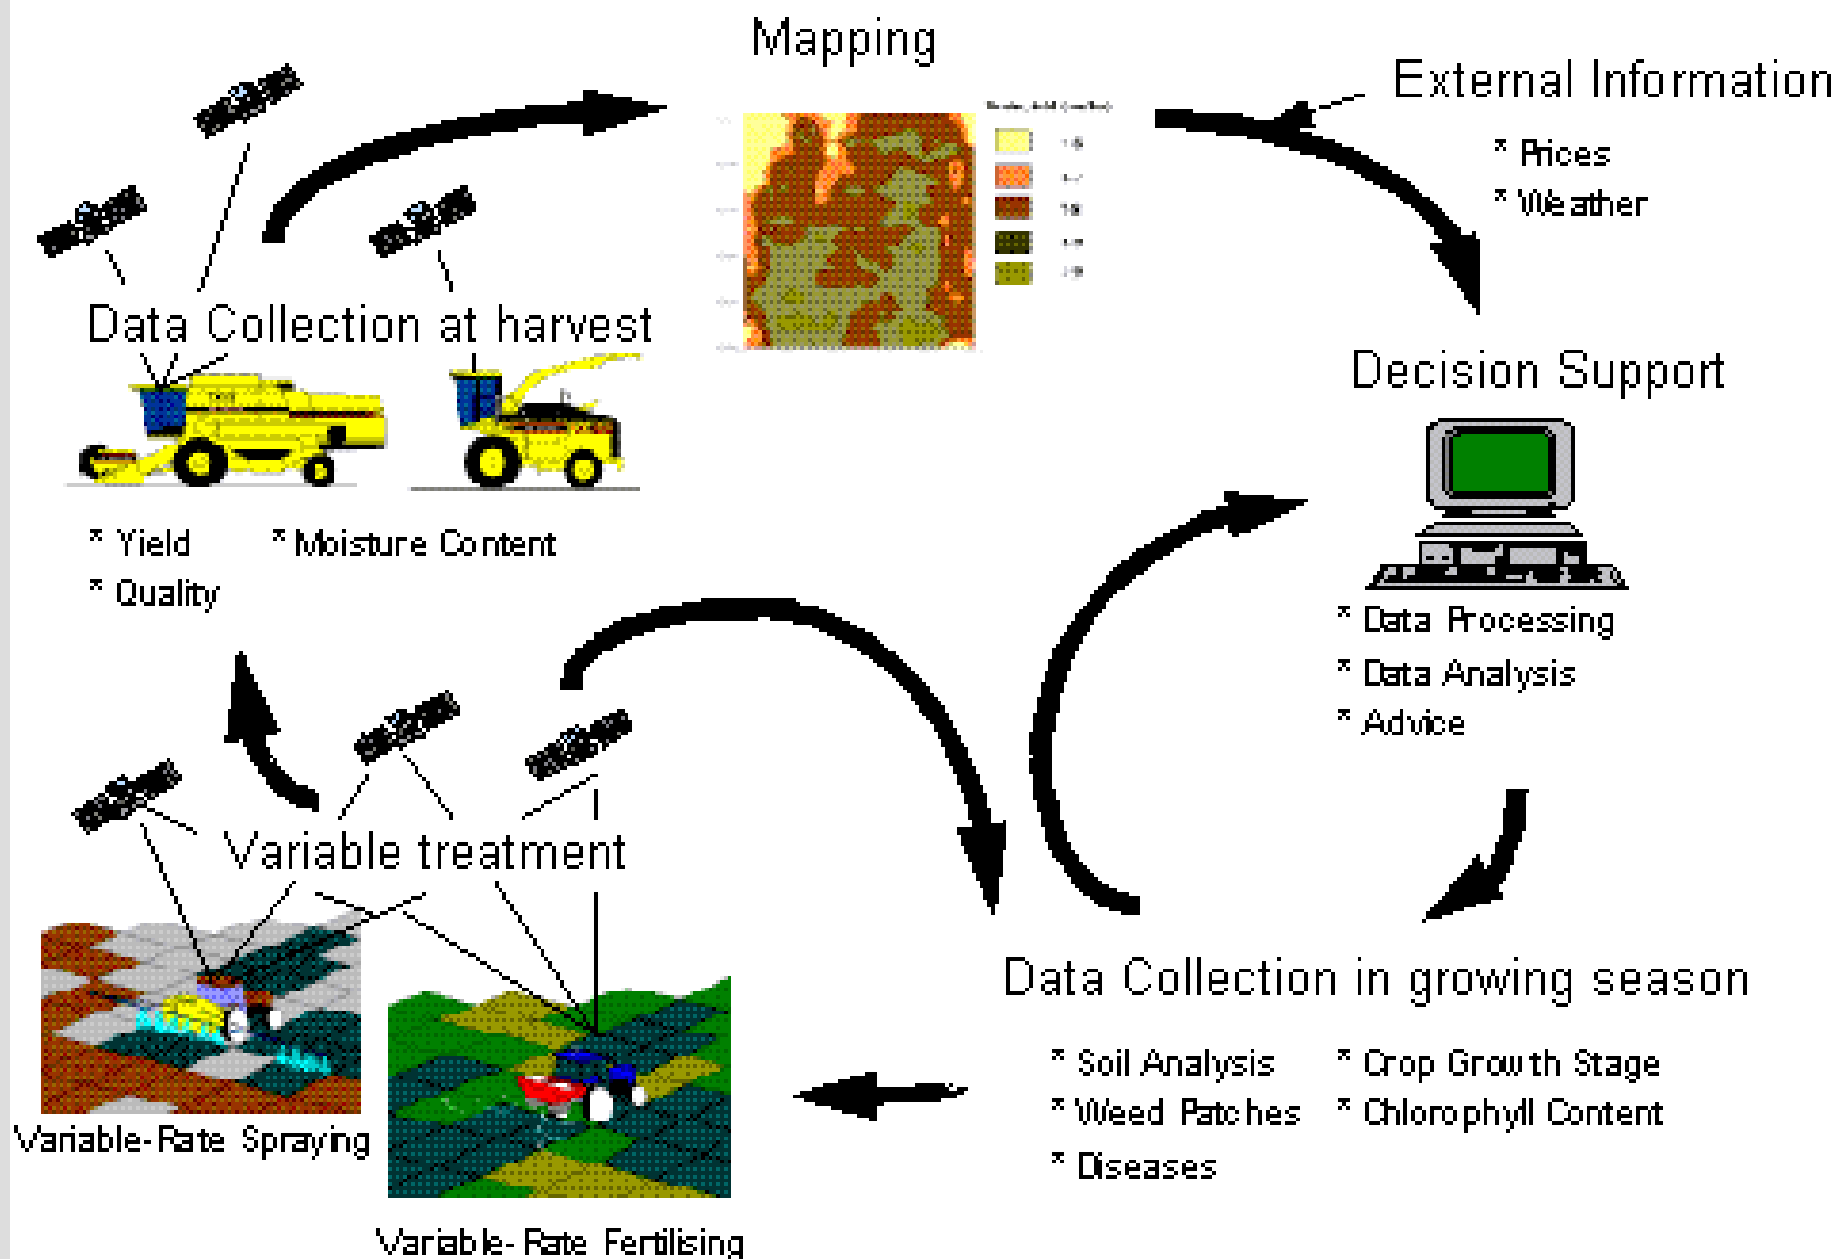 Mapping
External Information
* Prices
* Weather
Data Collection at harvest
* Yield * Moisture Content
* Quality
Decision Support
* Data Processing
* Data Analysis
* Advice
Variable treatment
Variable-Rate Spraying
Variable-Rate Fertilising
Data Collection in growing season
* Soil Analysis * Crop Growth Stage
* Weed Patches * Chlorophyll Content
* Diseases